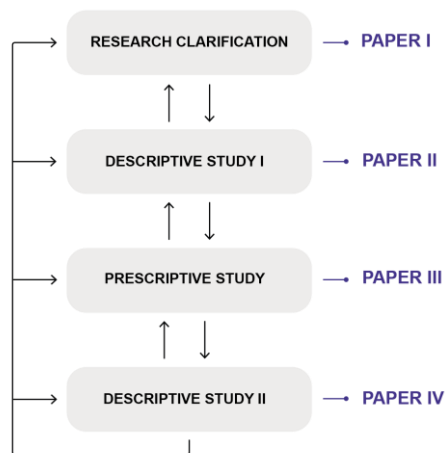 RESEARCH CLARIFICATION PAPER I
DESCRIPTIVE STUDY I PAPER II
PRESCRIPTIVE STUDY PAPER III
DESCRIPTIVE STUDY II PAPER IV